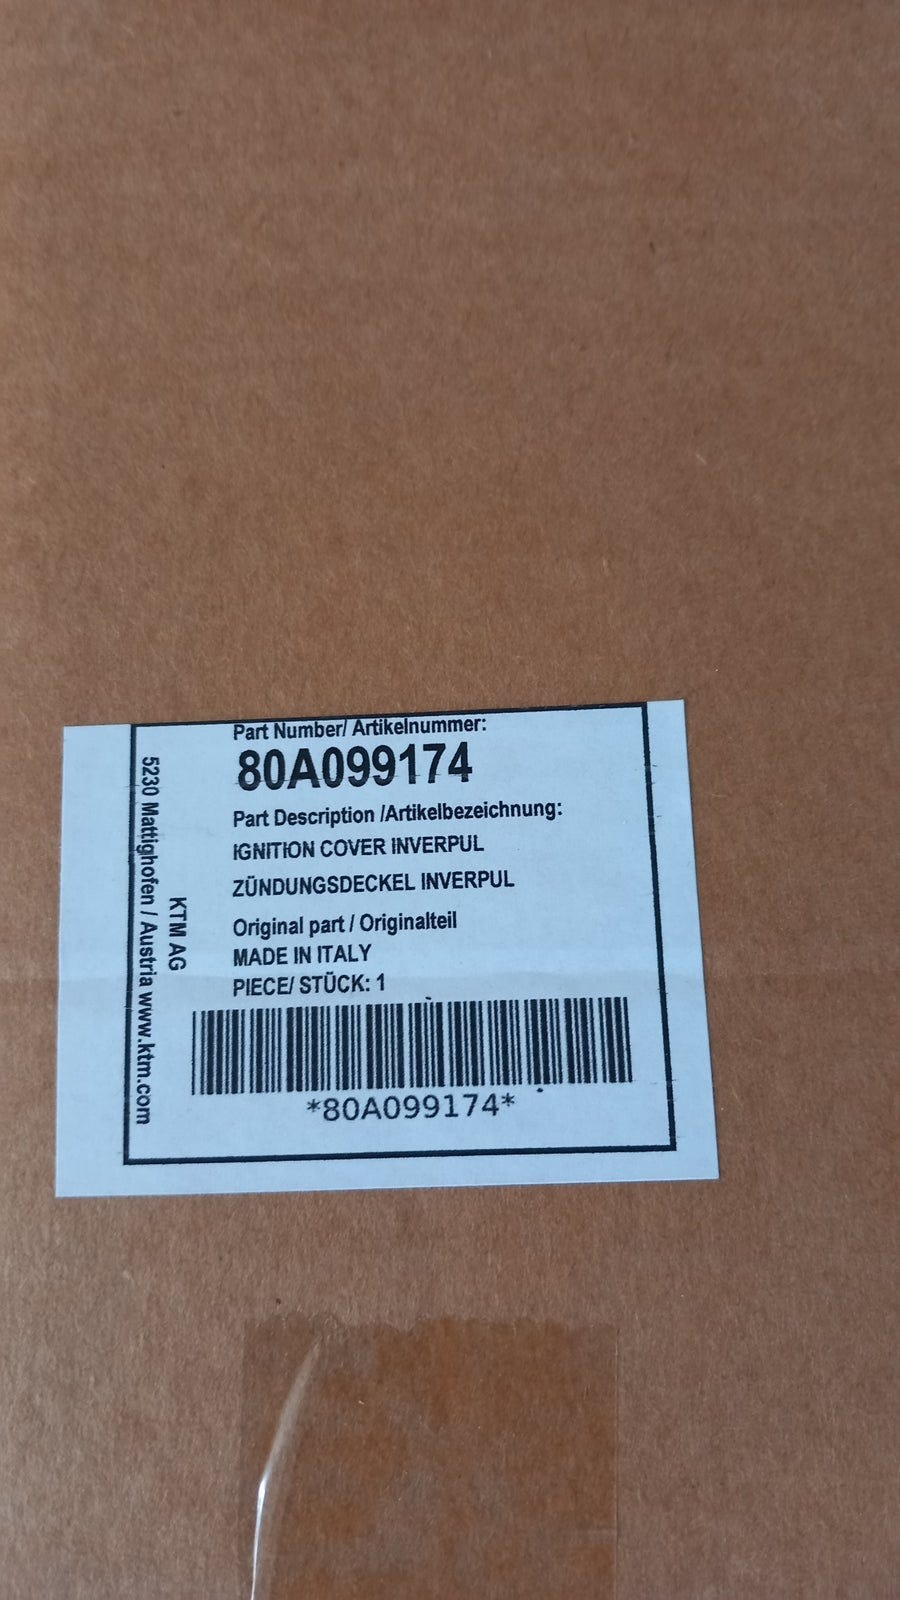 Part Number/ Artikelnummer:
80A099174
Part Description /Artikelbezeichnung:
IGNITION COVER INVERPUL
ZÜNDUNGSDECKEL INVERPUL
Original part / Originalteil
MADE IN ITALY
PIECE/ STÜCK: 1
*80A099174*
KTM AG
5230 Mattighofen / Austria www.ktm.com